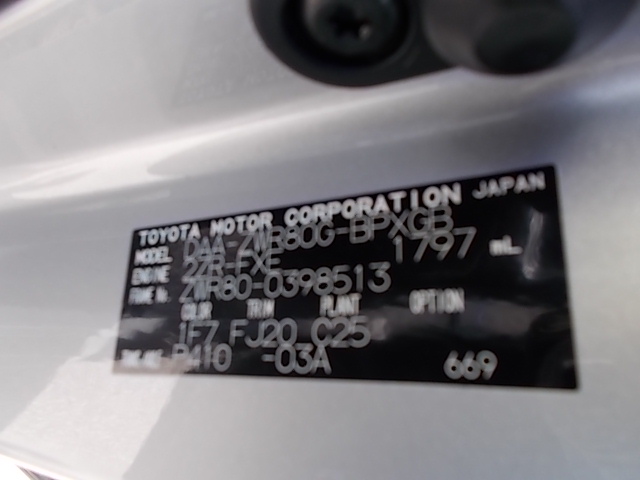 TOYOTA MOTOR CORPORATION JAPAN
MODEL DAA-ZWR80G-BPXGB
ENGINE 2ZR-FXE 1797 mL
FRAME No. ZWR80-0398513
COLOR TRIM PLANT OPTION
1F7 FJ20 C25
P410 -03A 669